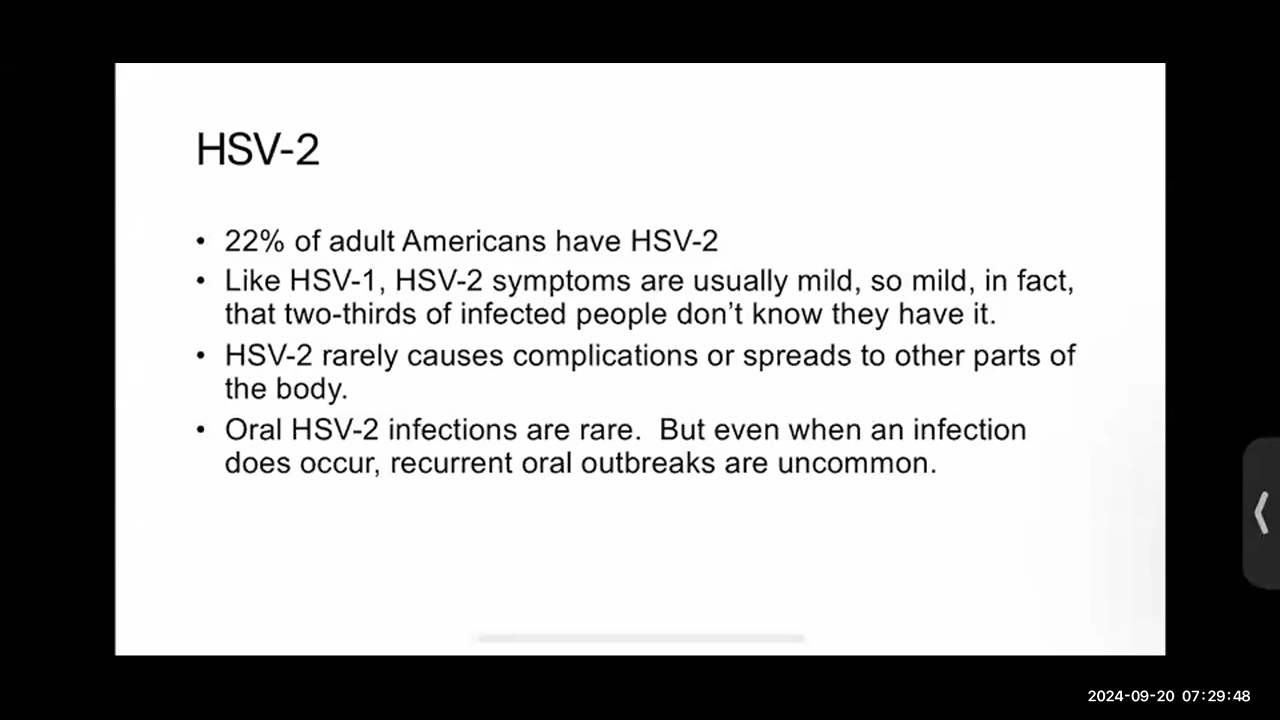 HSV-2
• 22% of adult Americans have HSV-2
• Like HSV-1, HSV-2 symptoms are usually mild, so mild, in fact,
that two-thirds of infected people don’t know they have it.
• HSV-2 rarely causes complications or spreads to other parts of
the body.
• Oral HSV-2 infections are rare.  But even when an infection
does occur, recurrent oral outbreaks are uncommon.
2024-09-20 07:29:48